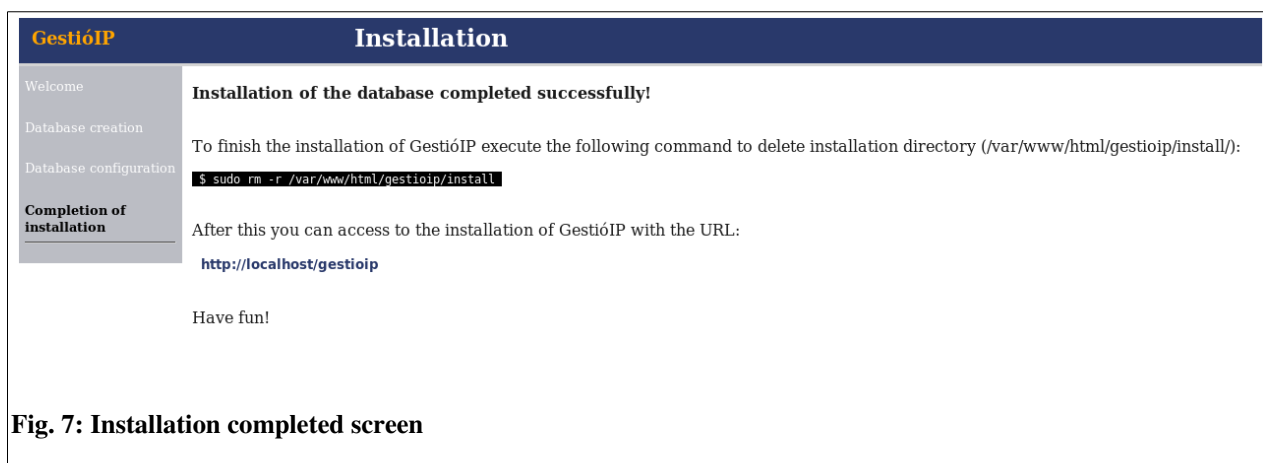 GestióIP
Installation
Welcome
Database creation
Database configuration
Completion of
installation
Installation of the database completed successfully!
To finish the installation of GestióIP execute the following command to delete installation directory (/var/www/html/gestioip/install/):
$ sudo rm -r /var/www/html/gestioip/install
After this you can access to the installation of GestióIP with the URL:
http://localhost/gestioip
Have fun!
Fig. 7: Installation completed screen